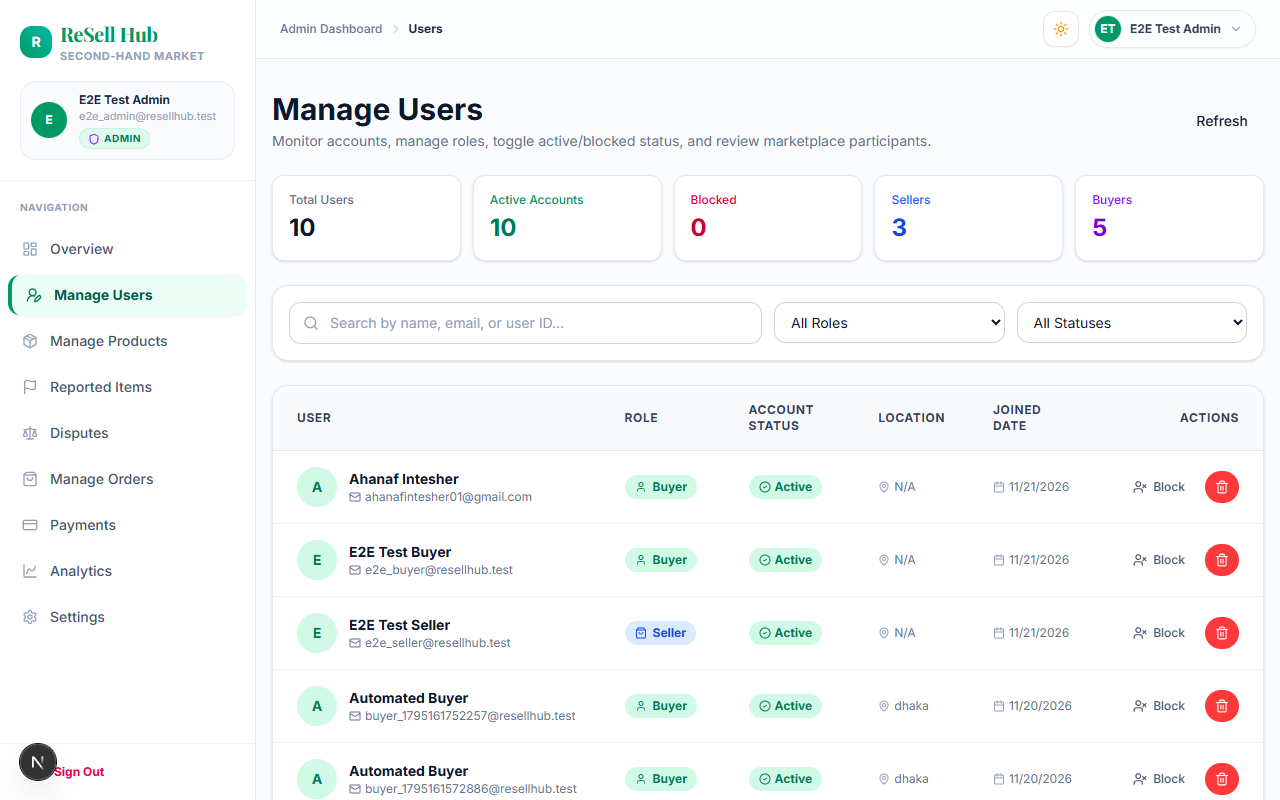 R
ReSell Hub
SECOND-HAND MARKET
E
E2E Test Admin
e2e_admin@resellhub.test
ADMIN
NAVIGATION
Overview
Manage Users
Manage Products
Reported Items
Disputes
Manage Orders
Payments
Analytics
Settings
N
Sign Out
Admin Dashboard > Users
ET E2E Test Admin
Manage Users
Monitor accounts, manage roles, toggle active/blocked status, and review marketplace participants.
Refresh
Total Users
10
Active Accounts
10
Blocked
0
Sellers
3
Buyers
5
Search by name, email, or user ID...
All Roles
All Statuses
USER ROLE ACCOUNT STATUS LOCATION JOINED DATE ACTIONS
A Ahanaf Intesher Buyer Active N/A 11/21/2026 Block
ahanafintesher01@gmail.com
E E2E Test Buyer Buyer Active N/A 11/21/2026 Block
e2e_buyer@resellhub.test
E E2E Test Seller Seller Active N/A 11/21/2026 Block
e2e_seller@resellhub.test
A Automated Buyer Buyer Active dhaka 11/20/2026 Block
buyer_1795161752257@resellhub.test
A Automated Buyer Buyer Active dhaka 11/20/2026 Block
buyer_1795161572886@resellhub.test